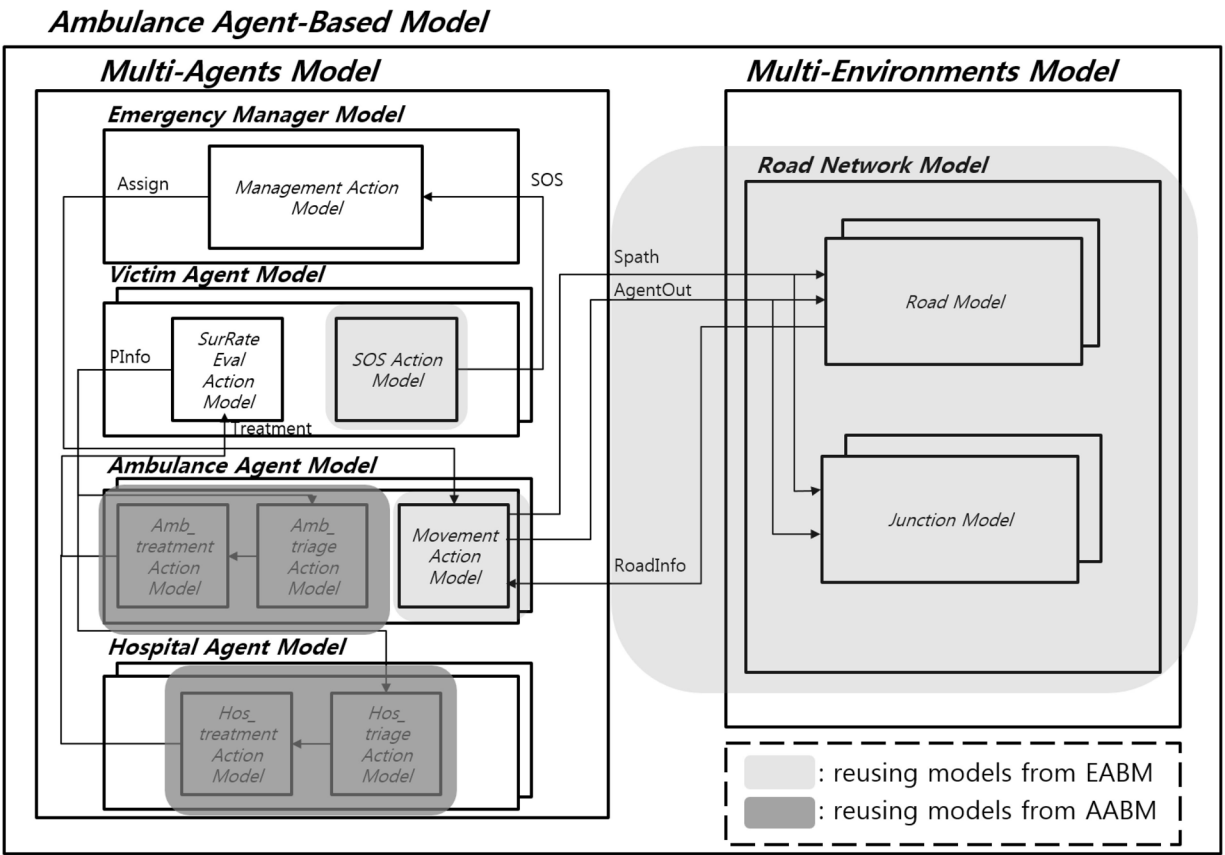 Ambulance Agent-Based Model
Multi-Agents Model
Multi-Environments Model
Emergency Manager Model
Assign
Management Action
Model
SOS
Road Network Model
Victim Agent Model
Spath
AgentOut
Road Model
PInfo
SurRate
Eval
Action
Model
SOS Action
Model
Treatment
Ambulance Agent Model
Amb_
treatment
Action
Model
Amb_
triage
Action
Model
Movement
Action
Model
RoadInfo
Junction Model
Hospital Agent Model
Hos_
treatment
Action
Model
Hos_
triage
Action
Model
: reusing models from EABM
: reusing models from AABM